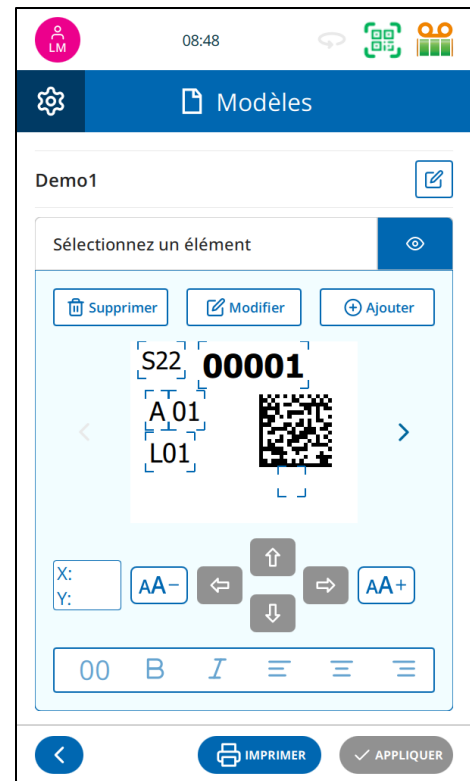 LM
08:48
Modèles
Demo1
Sélectionnez un élément
Supprimer Modifier Ajouter
S22 00001
A 01
L01
X:
Y:
AA- AA+
00 B I
IMPRIMER APPLIQUER